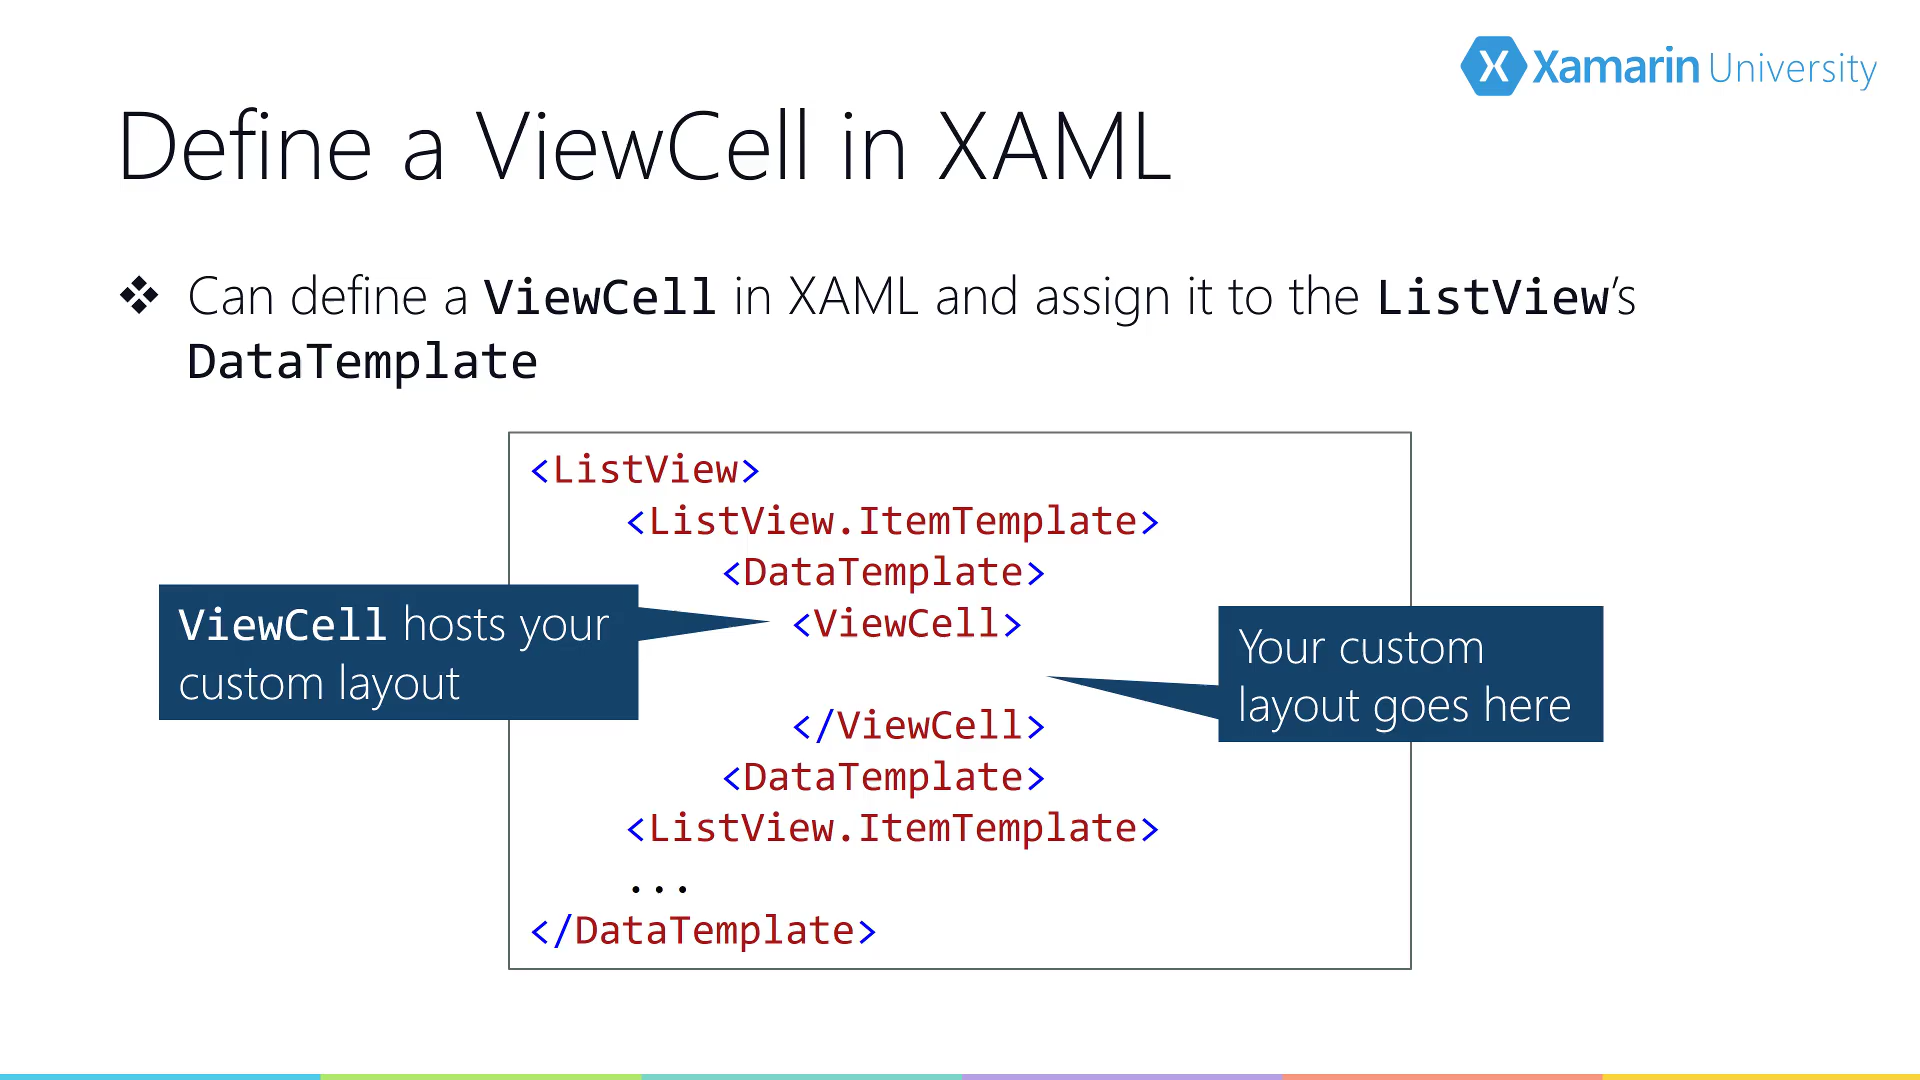 Xamarin University
Define a ViewCell in XAML
❖ Can define a ViewCell in XAML and assign it to the ListView’s
DataTemplate
<ListView>
<ListView.ItemTemplate>
<DataTemplate>
<ViewCell>
</ViewCell>
<DataTemplate>
<ListView.ItemTemplate>
...
</DataTemplate>
ViewCell hosts your
custom layout
Your custom
layout goes here